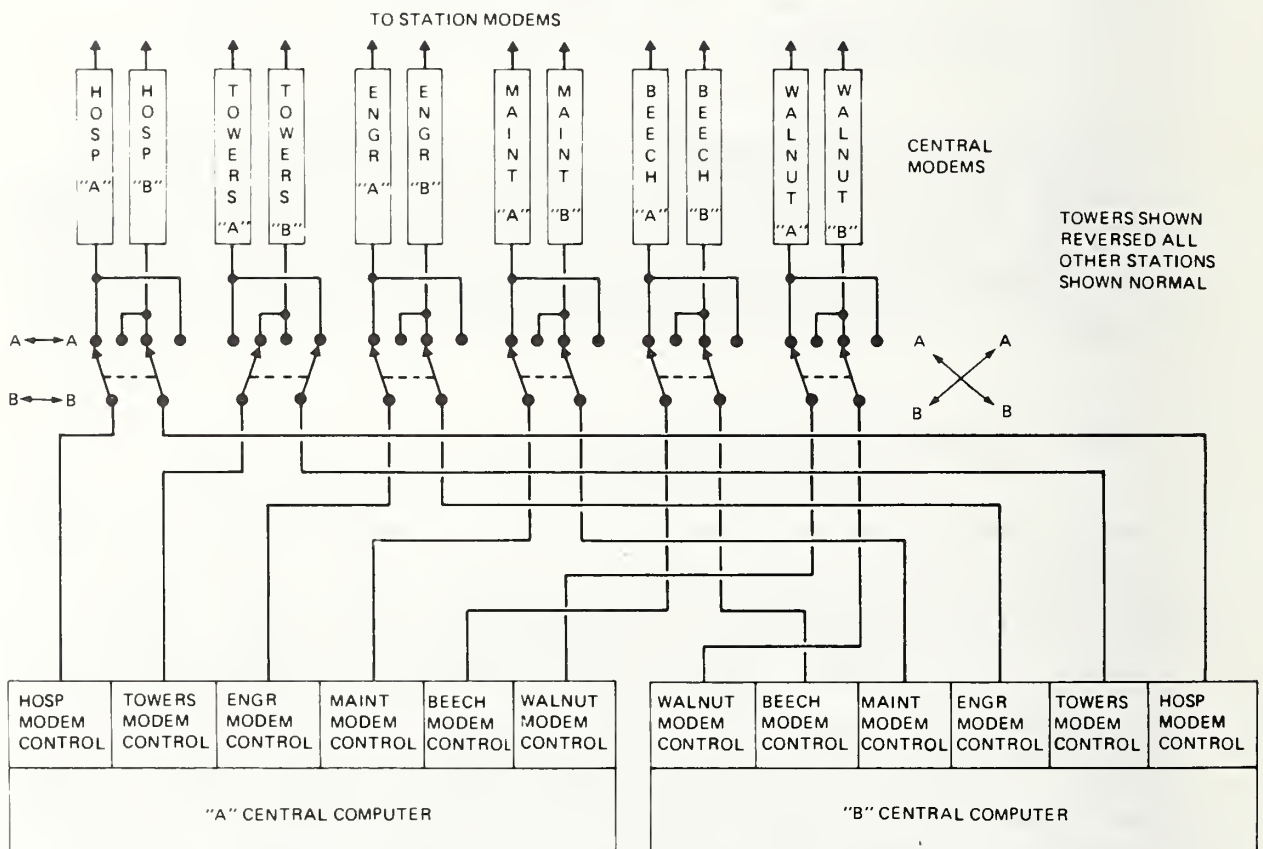 TO STATION MODEMS
HOSP "A"
HOSP "B"
TOWERS "A"
TOWERS "B"
ENGR "A"
ENGR "B"
MAINT "A"
MAINT "B"
BEECH "A"
BEECH "B"
WALNUT "A"
WALNUT "B"
CENTRAL
MODEMS
TOWERS SHOWN
REVERSED ALL
OTHER STATIONS
SHOWN NORMAL
A A
B B
A A
B B
HOSP
MODEM
CONTROL
TOWERS
MODEM
CONTROL
ENGR
MODEM
CONTROL
MAINT
MODEM
CONTROL
BEECH
MODEM
CONTROL
WALNUT
MODEM
CONTROL
"A" CENTRAL COMPUTER
WALNUT
MODEM
CONTROL
BEECH
MODEM
CONTROL
MAINT
MODEM
CONTROL
ENGR
MODEM
CONTROL
TOWERS
MODEM
CONTROL
HOSP
MODEM
CONTROL
"B" CENTRAL COMPUTER